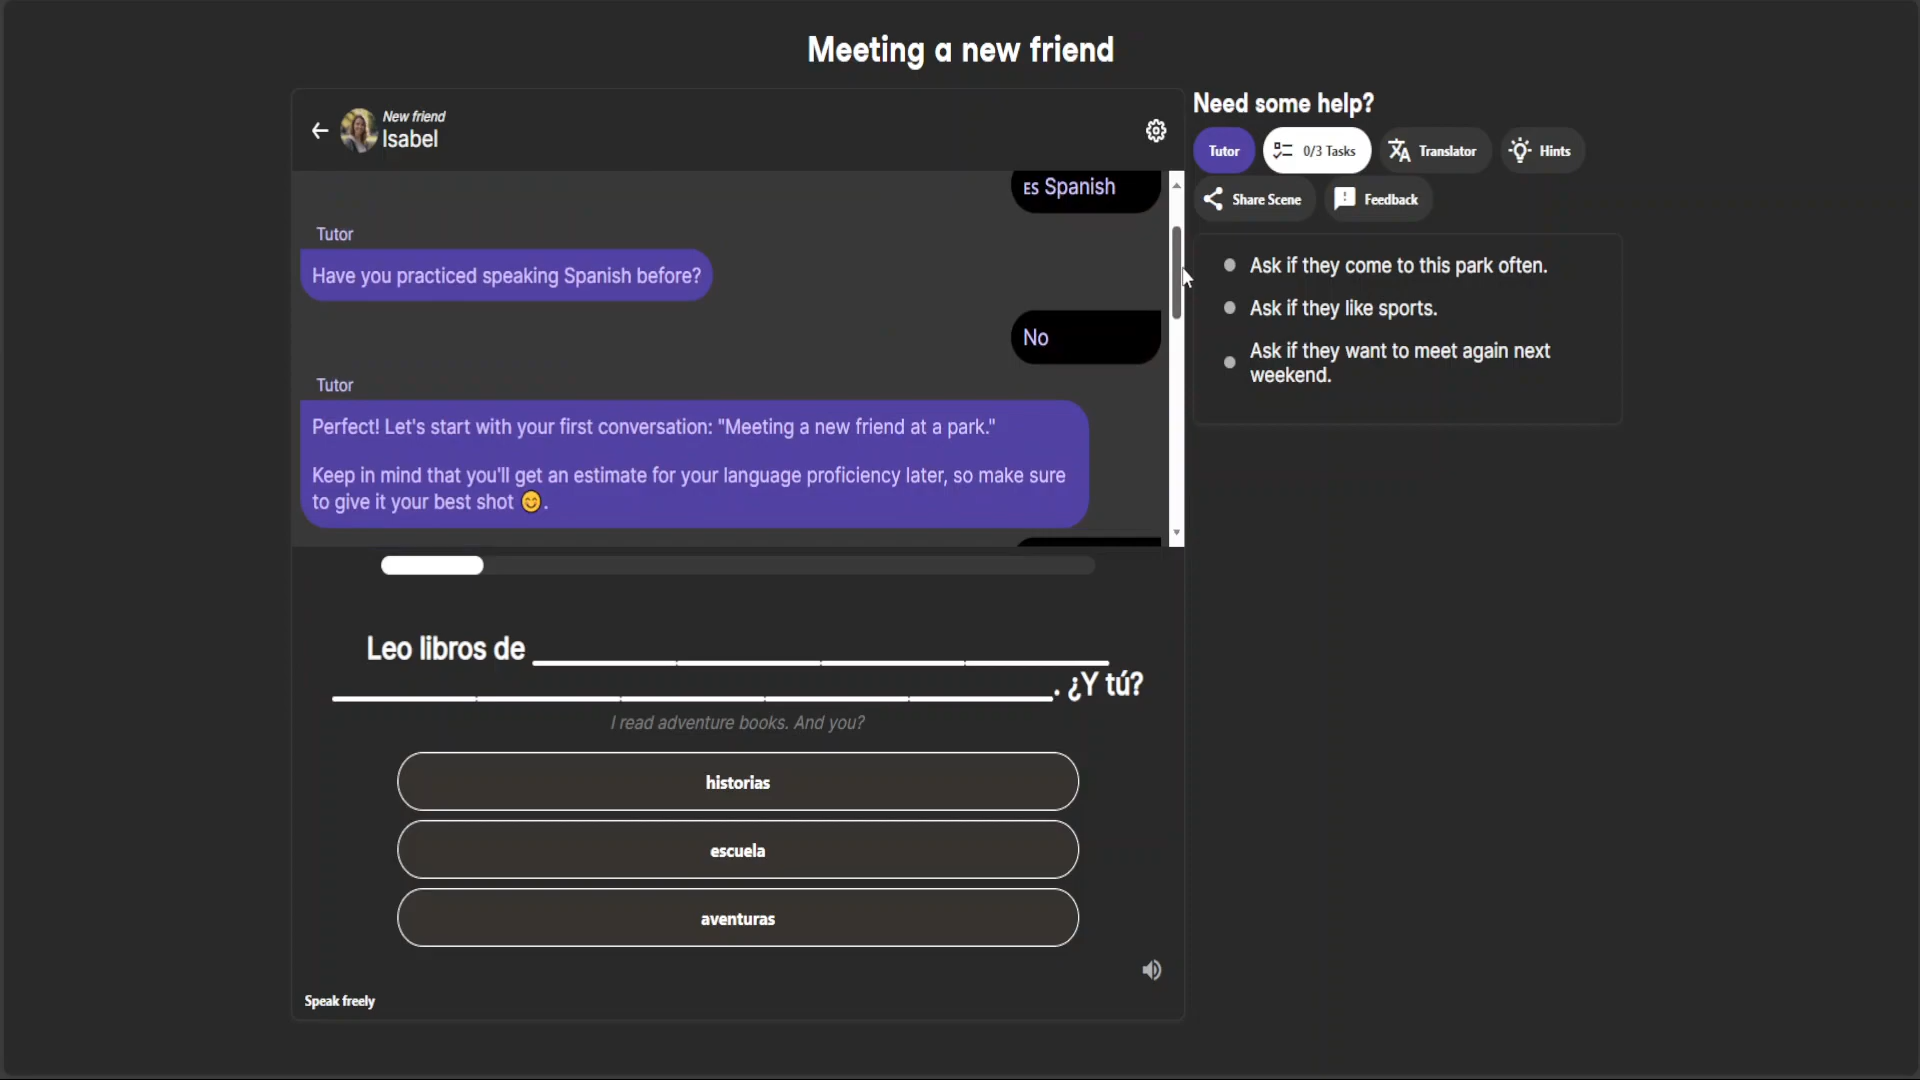 Meeting a new friend
New friend
Isabel
ES Spanish
Tutor
Have you practiced speaking Spanish before?
No
Tutor
Perfect! Let's start with your first conversation: "Meeting a new friend at a park."
Keep in mind that you'll get an estimate for your language proficiency later, so make sure
to give it your best shot 😊.
Leo libros de ____
_____. ¿Y tú?
I read adventure books. And you?
historias
escuela
aventuras
Speak freely
Need some help?
Tutor
0/3 Tasks
Translator
Hints
Share Scene
Feedback
Ask if they come to this park often.
Ask if they like sports.
Ask if they want to meet again next
weekend.